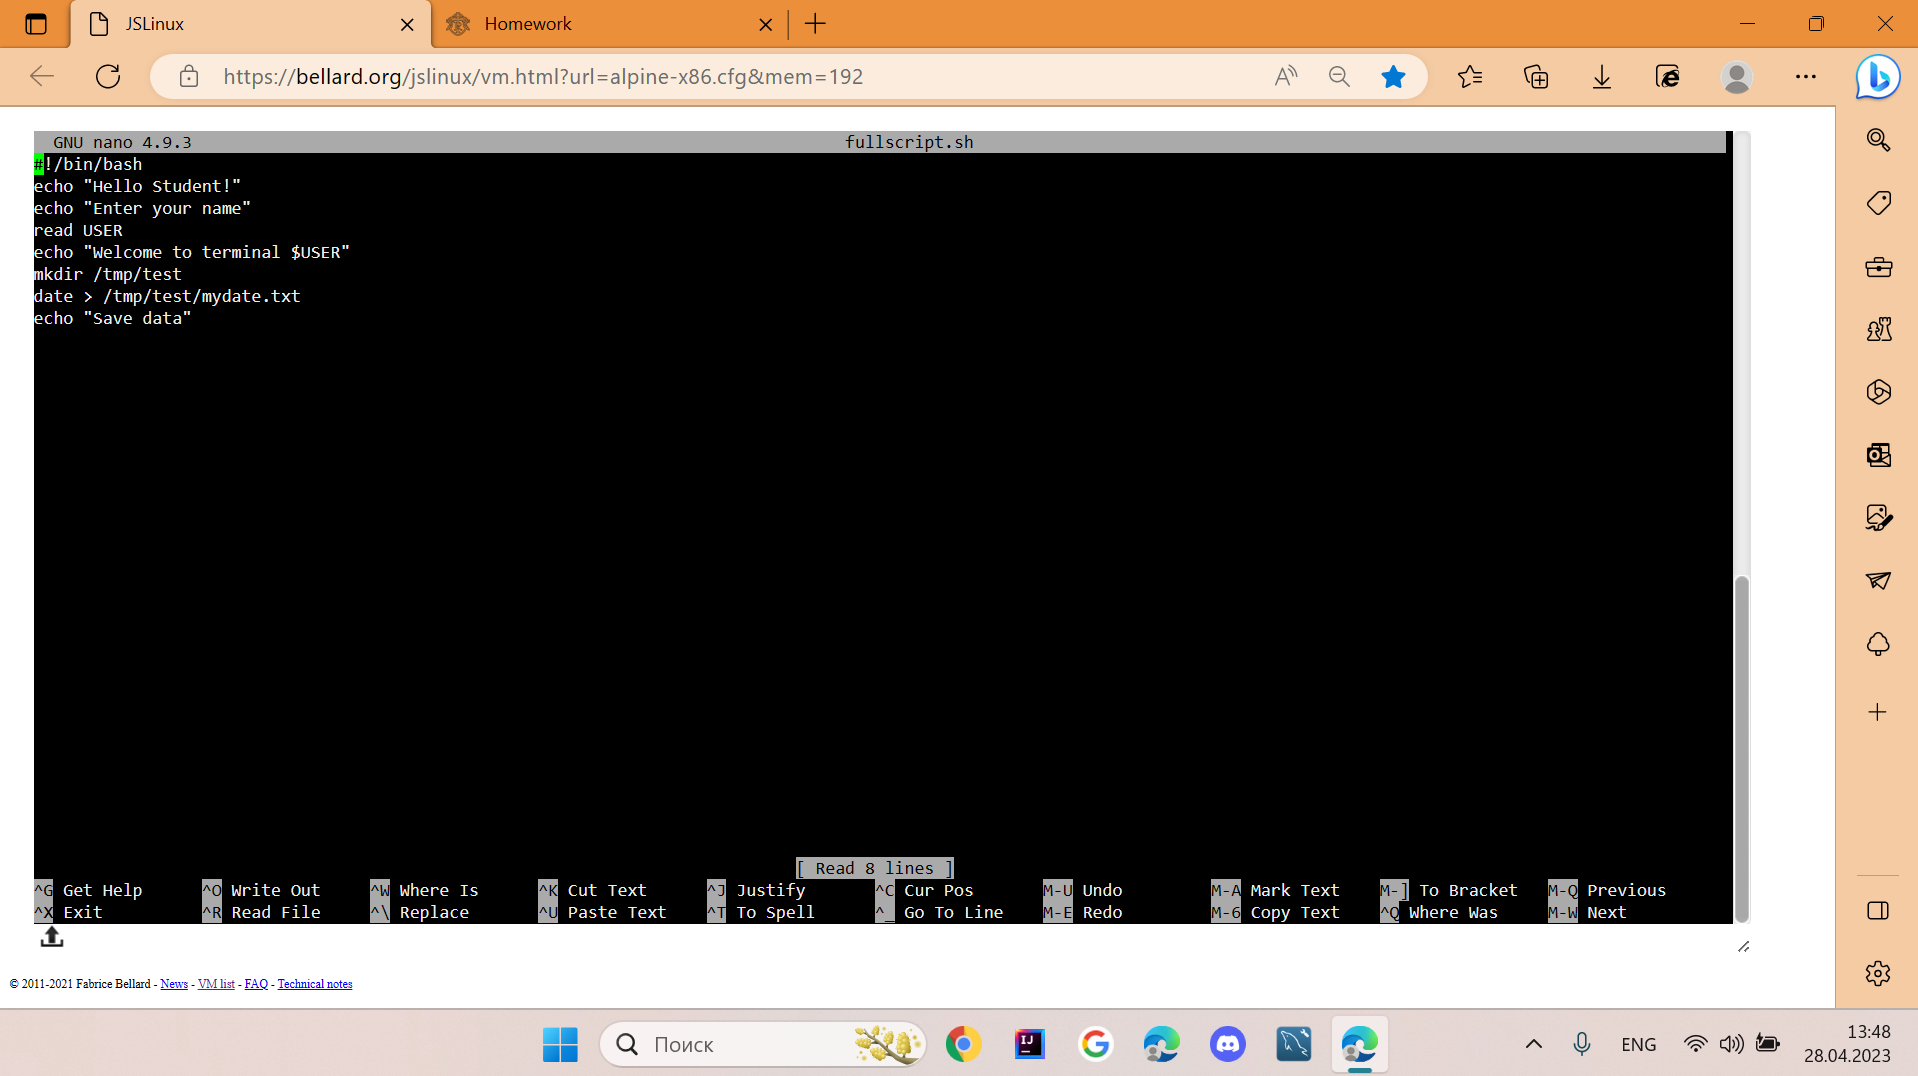 JSLinux
Homework
https://bellard.org/jslinux/vm.html?url=alpine-x86.cfg&mem=192
GNU nano 4.9.3 fullscript.sh
#!/bin/bash
echo "Hello Student!"
echo "Enter your name"
read USER
echo "Welcome to terminal $USER"
mkdir /tmp/test
date > /tmp/test/mydate.txt
echo "Save data"
[ Read 8 lines ]
^G Get Help ^O Write Out ^W Where Is ^K Cut Text ^J Justify ^C Cur Pos M-U Undo M-A Mark Text M-] To Bracket M-Q Previous
^X Exit ^R Read File ^\ Replace ^U Paste Text ^T To Spell ^_ Go To Line M-E Redo M-6 Copy Text ^Q Where Was M-W Next
© 2011-2021 Fabrice Bellard - News - VM list - FAQ - Technical notes
Поиск
IJ
ENG
13:48
28.04.2023